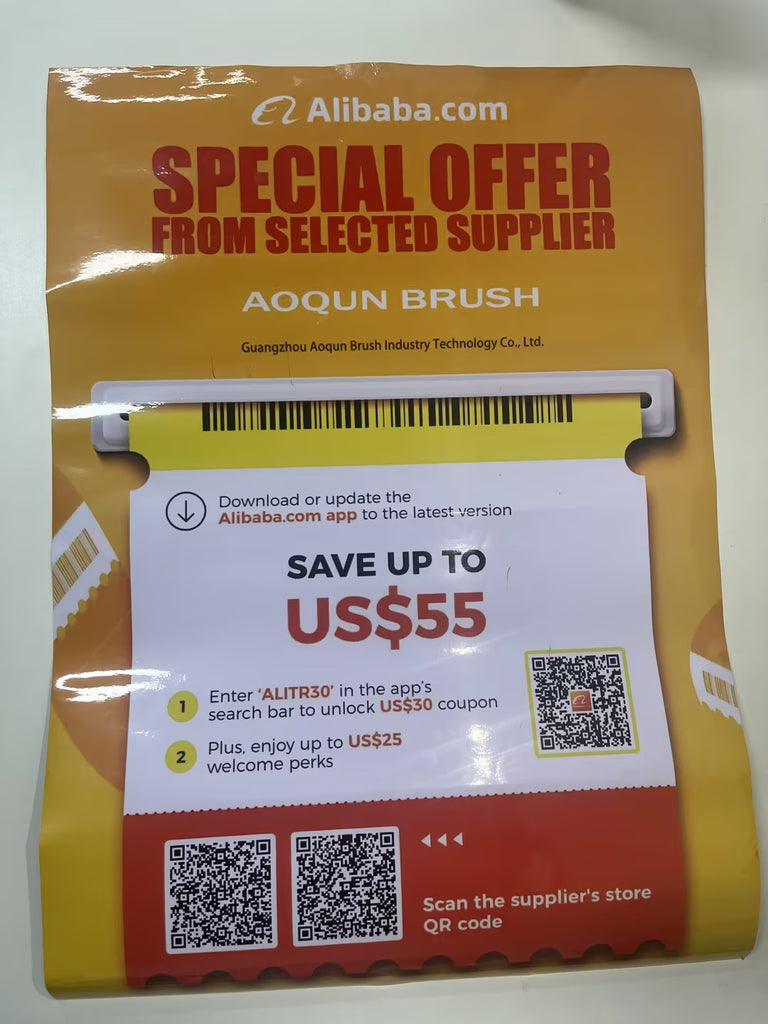 Alibaba.com
SPECIAL OFFER
FROM SELECTED SUPPLIER
AOQUN BRUSH
Guangzhou Aoqun Brush Industry Technology Co., Ltd.
Download or update the
Alibaba.com app to the latest version
SAVE UP TO
US$55
1 Enter 'ALITR30' in the app's
search bar to unlock US$30 coupon
2 Plus, enjoy up to US$25
welcome perks
Scan the supplier's store
QR code